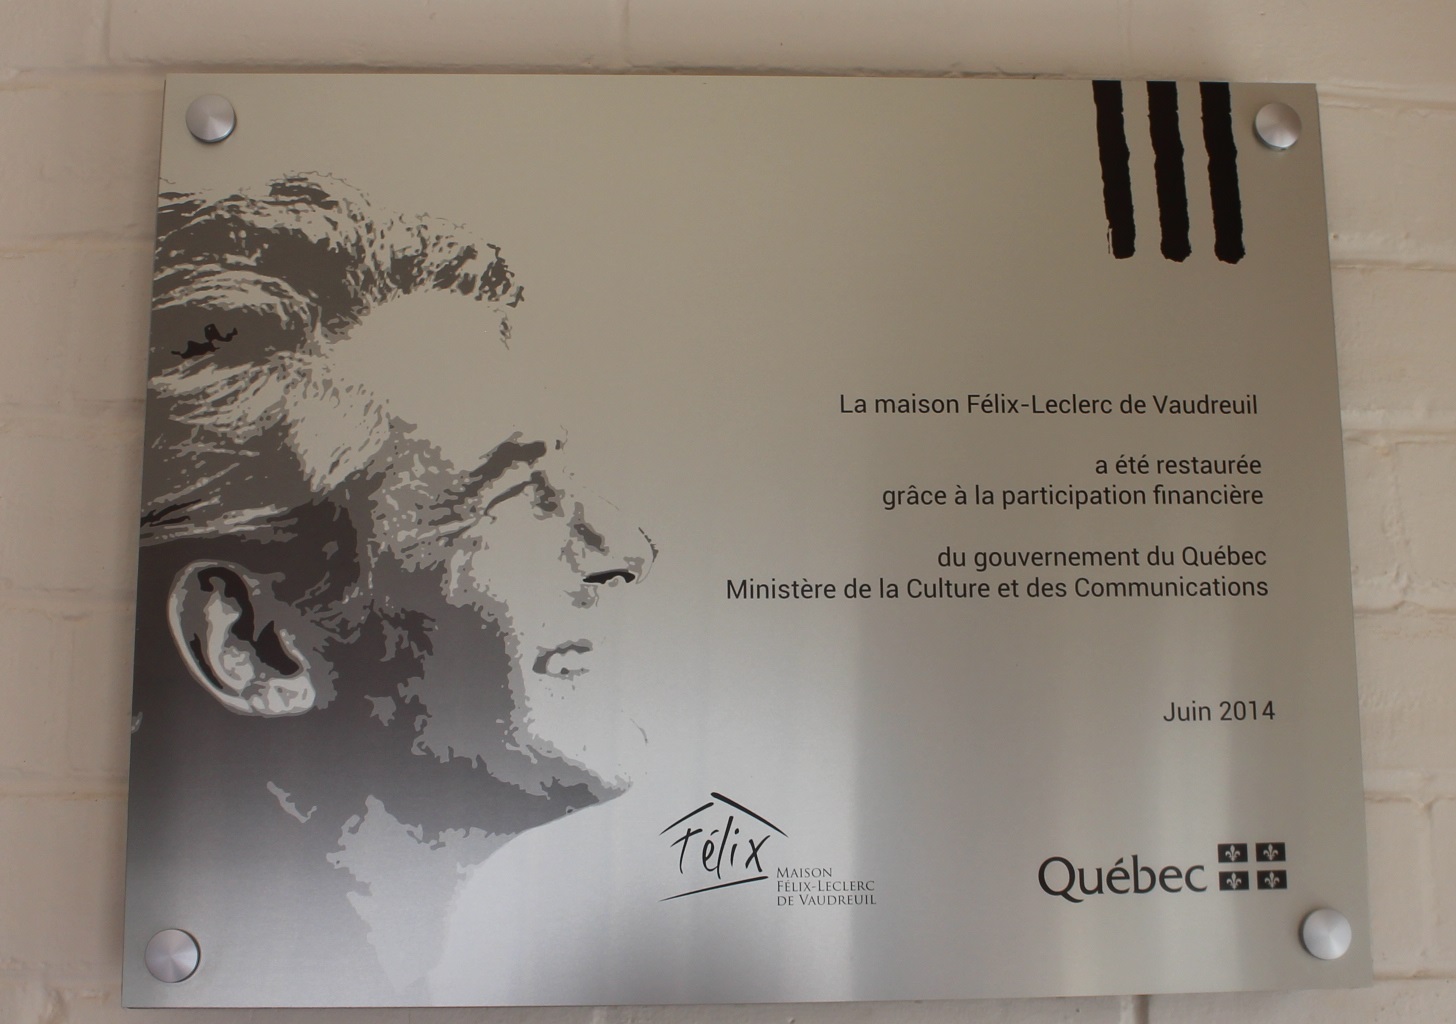 La maison Félix-Leclerc de Vaudreuil
a été restaurée
grâce à la participation financière
du gouvernement du Québec
Ministère de la Culture et des Communications
Juin 2014
Félix
MAISON
FÉLIX-LECLERC
DE VAUDREUIL
Québec